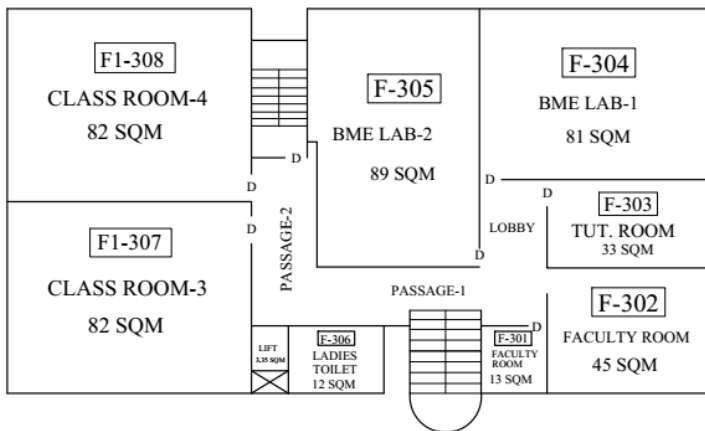 F1-308
CLASS ROOM-4
82 SQM
F-305
BME LAB-2
89 SQM
F-304
BME LAB-1
81 SQM
D
D
D
D
D
D
D
PASSAGE-2
LOBBY
F-303
TUT. ROOM
33 SQM
F1-307
CLASS ROOM-3
82 SQM
PASSAGE-1
F-302
FACULTY ROOM
45 SQM
LIFT
3.35 SQM
F-306
LADIES
TOILET
12 SQM
F-301
FACULTY
ROOM
13 SQM